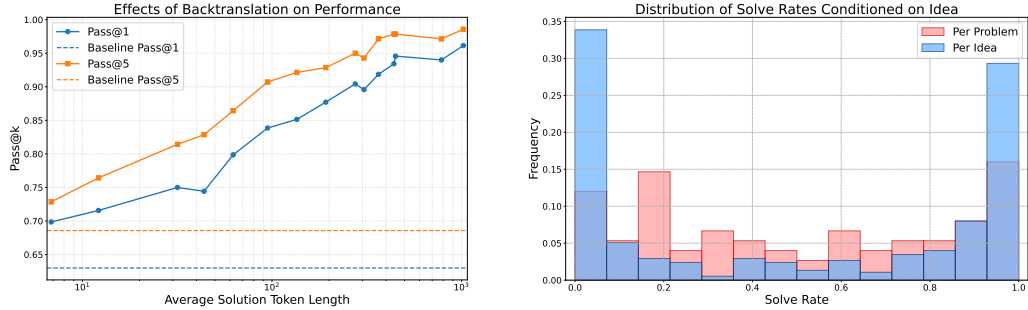 Effects of Backtranslation on Performance
Pass@k
1.00
0.95
0.90
0.85
0.80
0.75
0.70
0.65
Pass@1
Baseline Pass@1
Pass@5
Baseline Pass@5
10¹
10²
10³
Average Solution Token Length
Distribution of Solve Rates Conditioned on Idea
Frequency
0.35
0.30
0.25
0.20
0.15
0.10
0.05
0.00
Per Problem
Per Idea
0.0
0.2
0.4
0.6
0.8
1.0
Solve Rate